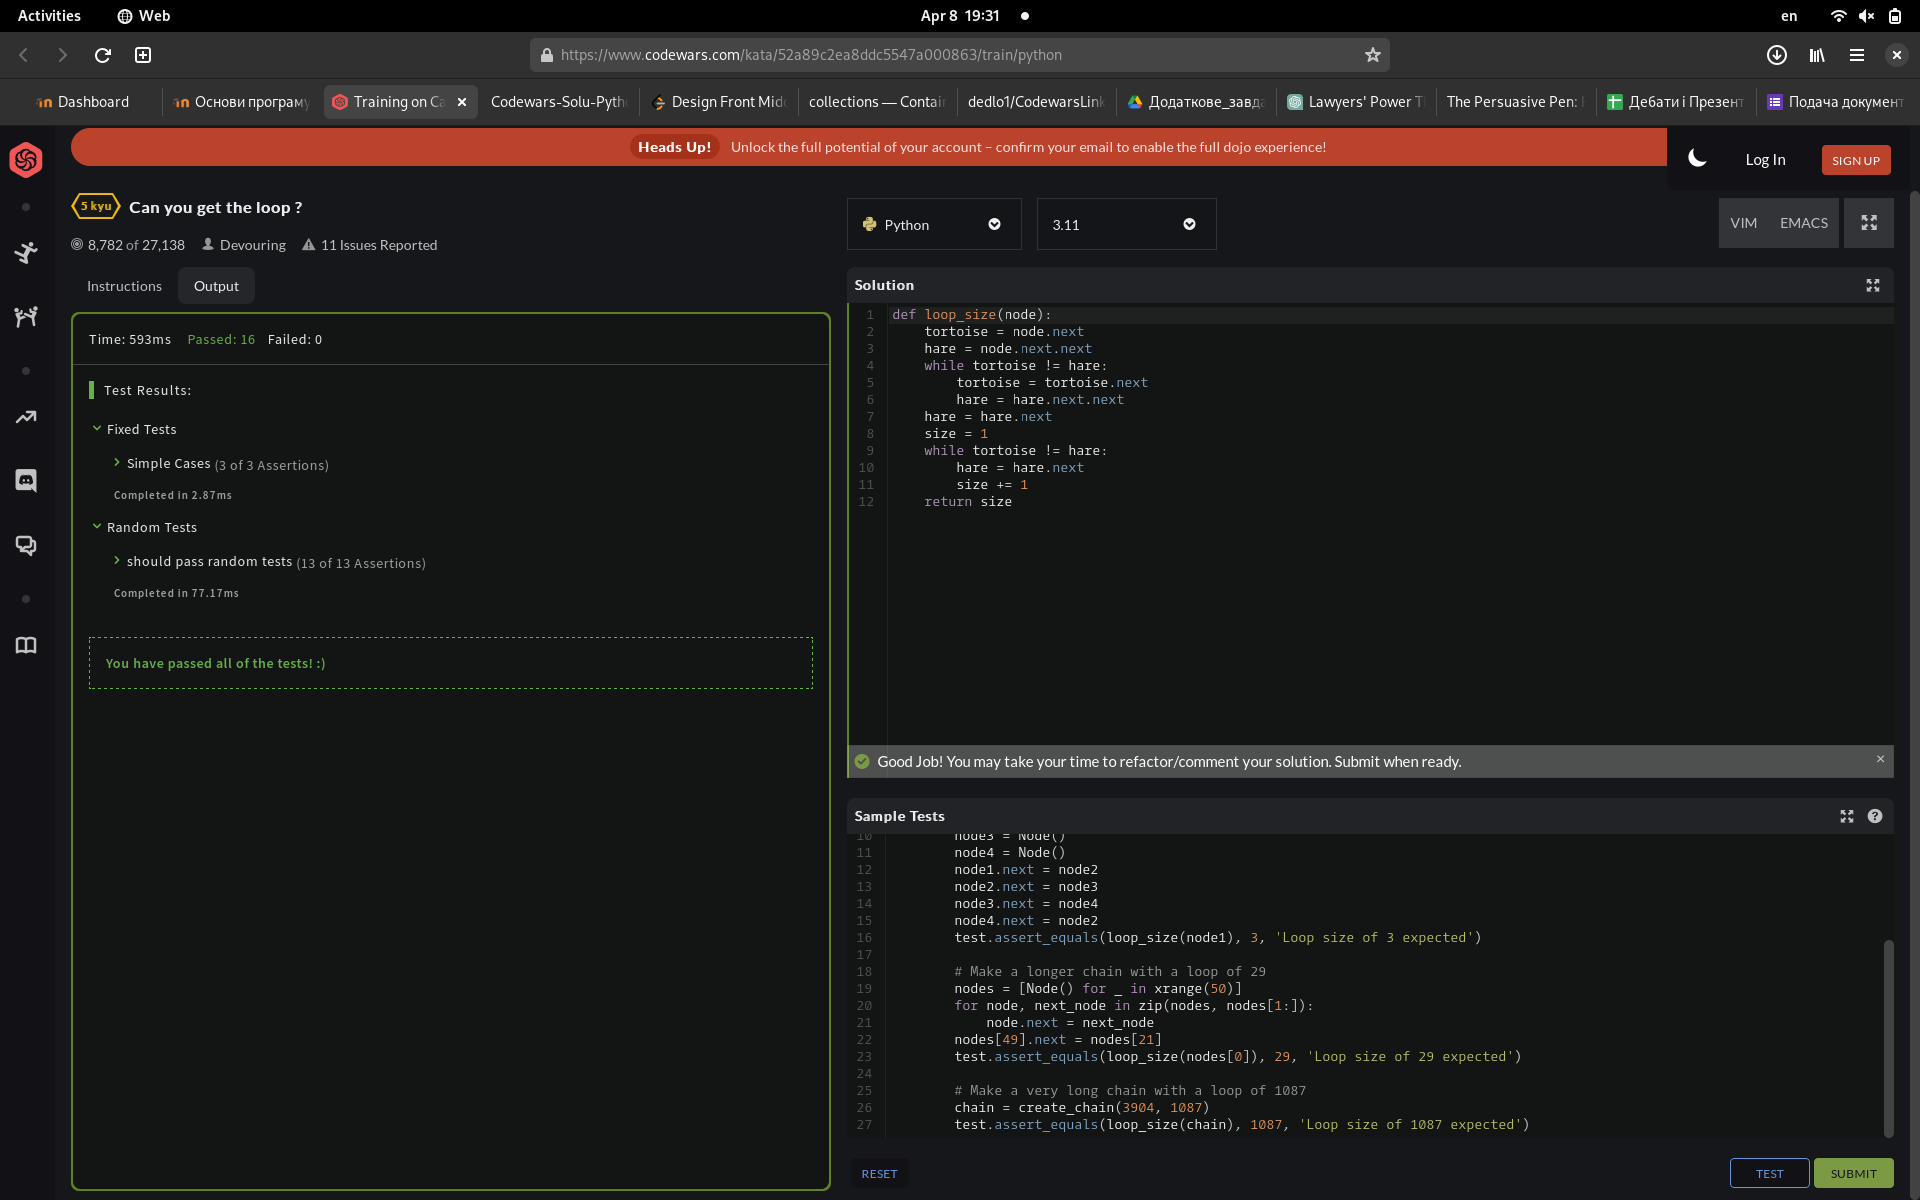 Activities
Web
Apr 8 19:31
en
https://www.codewars.com/kata/52a89c2ea8ddc5547a000863/train/python
Dashboard
Основи програму
Training on Ca
Codewars-Solu-Pyth
Design Front Midd
collections — Contain
dedlo1/CodewarsLink
Додаткове_завда
Lawyers' Power T
The Persuasive Pen:
Дебати і Презент
Подача документ
Heads Up! Unlock the full potential of your account – confirm your email to enable the full dojo experience!
Log In
SIGN UP
5 kyu
Can you get the loop ?
8,782 of 27,138
Devouring
11 Issues Reported
Python
3.11
VIM
EMACS
Instructions
Output
Time: 593ms Passed: 16 Failed: 0
Test Results:
Fixed Tests
Simple Cases (3 of 3 Assertions)
Completed in 2.87ms
Random Tests
should pass random tests (13 of 13 Assertions)
Completed in 77.17ms
You have passed all of the tests! :)
Solution
1 def loop_size(node):
2 tortoise = node.next
3 hare = node.next.next
4 while tortoise != hare:
5 tortoise = tortoise.next
6 hare = hare.next.next
7 hare = hare.next
8 size = 1
9 while tortoise != hare:
10 hare = hare.next
11 size += 1
12 return size
Good Job! You may take your time to refactor/comment your solution. Submit when ready.
Sample Tests
10 node3 = Node()
11 node4 = Node()
12 node1.next = node2
13 node2.next = node3
14 node3.next = node4
15 node4.next = node2
16 test.assert_equals(loop_size(node1), 3, 'Loop size of 3 expected')
17
18 # Make a longer chain with a loop of 29
19 nodes = [Node() for _ in xrange(50)]
20 for node, next_node in zip(nodes, nodes[1:]):
21 node.next = next_node
22 nodes[49].next = nodes[21]
23 test.assert_equals(loop_size(nodes[0]), 29, 'Loop size of 29 expected')
24
25 # Make a very long chain with a loop of 1087
26 chain = create_chain(3904, 1087)
27 test.assert_equals(loop_size(chain), 1087, 'Loop size of 1087 expected')
RESET
TEST
SUBMIT